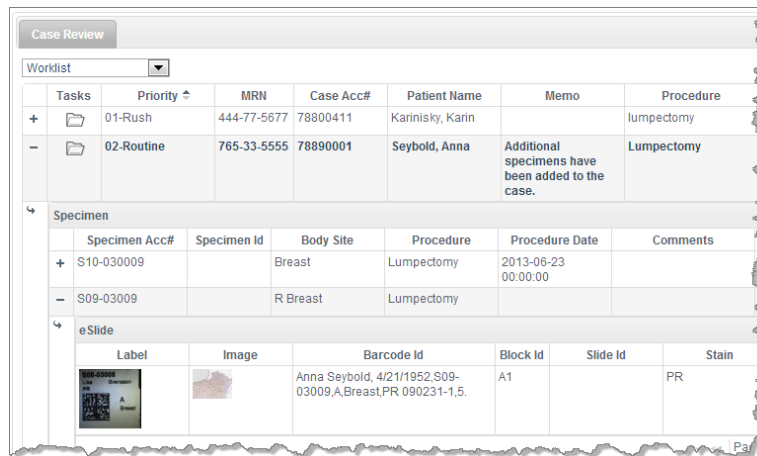 Case Review
Worklist
Tasks Priority MRN Case Acc# Patient Name Memo Procedure
+ 01-Rush 444-77-5677 78800411 Karinisky, Karin lumpectomy
− 02-Routine 765-33-5555 78890001 Seybold, Anna Additional Lumpectomy
specimens have
been added to the
case.
Specimen
Specimen Acc# Specimen Id Body Site Procedure Procedure Date Comments
+ S10-030009 Breast Lumpectomy 2013-06-23
00:00:00
− S09-03009 R Breast Lumpectomy
eSlide
Label Image Barcode Id Block Id Slide Id Stain
Anna Seybold, 4/21/1952,S09- A1 PR
03009,A,Breast,PR 090231-1,5.
PR
A
Breast
Pa